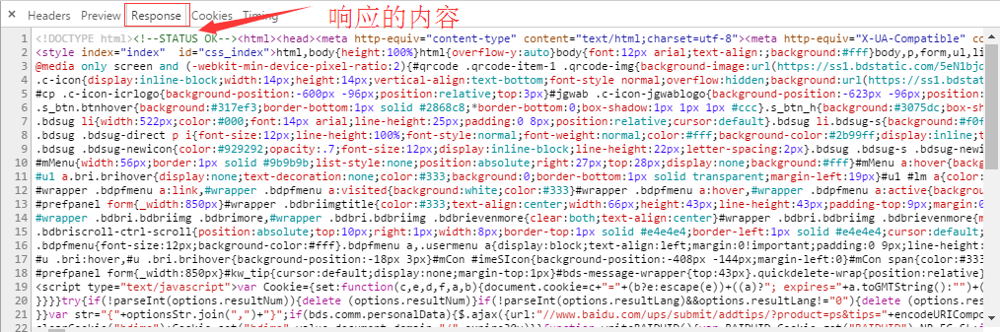 × Headers Preview Response Cookies Timing
响应的内容
1 <!DOCTYPE html><!--STATUS OK--><html><head><meta http-equiv="content-type" content="text/html;charset=utf-8"><meta http-equiv="X-UA-Compatible" co
2 <style index="index"  id="css_index">html,body{height:100%}html{overflow-y:auto}body{font:12px arial;text-align:;background:#fff}body,p,form,ul,li
3 @media only screen and (-webkit-min-device-pixel-ratio:2){#qrcode .qrcode-item-1 .qrcode-img{background-image:url(https://ss1.bdstatic.com/5eN1bjq
4 .c-icon{display:inline-block;width:14px;height:14px;vertical-align:text-bottom;font-style normal;overflow:hidden;background:url(https://ss1.bdstat
5 #cp .c-icon-icrlogo{background-position:-600px -96px;position:relative;top:3px}#jgwab .c-icon-jgwablogo{background-position:-623px -96px;position:
6 .s_btn.btnhover{background:#317ef3;border-bottom:1px solid #2868c8;*border-bottom:0;box-shadow:1px 1px 1px #ccc}.s_btn_h{background:#3075dc;box-sh
7 .bdsug li{width:522px;color:#000;font:14px arial;line-height:25px;padding:0 8px;position:relative;cursor:default}.bdsug li.bdsug-s{background:#f0f
8 .bdsug .bdsug-direct p i{font-size:12px;line-height:100%;font-style:normal;font-weight:normal;color:#fff;background-color:#2b99ff;display:inline;t
9 .bdsug .bdsug-newicon{color:#929292;opacity:.7;font-size:12px;display:inline-block;line-height:22px;letter-spacing:2px}.bdsug .bdsug-s .bdsug-newi
10 #mMenu{width:56px;border:1px solid #9b9b9b;list-style:none;position:absolute;right:27px;top:28px;display:none;background:#fff}#mMenu a:hover{backg
11 #u1 a.bri.brihover{display:none;text-decoration:none;color:#333;background:0;border-bottom:1px solid transparent;margin-left:19px}#u1 #lm a{color:
12 #wrapper .bdpfmenu a:link,#wrapper .bdpfmenu a:visited{background:white;color:#333}#wrapper .bdpfmenu a:hover,#wrapper .bdpfmenu a:active{backgrou
13 #prefpanel form{_width:850px}#wrapper .bdbriimgtitle{color:#333;text-align:center;width:66px;height:43px;line-height:43px;padding-top:9px;margin:0
14 #wrapper .bdbri.bdbriimg .bdbrimore,#wrapper .bdbri.bdbriimg .bdbrievenmore{clear:both;text-align:center}#wrapper .bdbri.bdbriimg .bdbrievenmore{m
15 .bdbriscroll-ctrl-scroll{position:absolute;top:10px;right:1px;width:8px;border-top:1px solid #e4e4e4;border-left:1px solid #e4e4e4;cursor:default;
16 .bdpfmenu{font-size:12px;background-color:#fff}.bdpfmenu a,.usermenu a{display:block;text-align:left;margin:0!important;padding:0 9px;line-height:
17 #u .bri:hover,#u .bri.brihover{background-position:-18px 3px}#mCon #imeSIcon{background-position:-408px -144px;margin-left:0}#mCon span{color:#333
18 #prefpanel form{_width:850px}#kw_tip{cursor:default;display:none;margin-top:1px}#bds-message-wrapper{top:43px}.quickdelete-wrap{position:relative}
19 <script type="text/javascript">var Cookie={set:function(c,e,d,f,a,b){document.cookie=c+"="+(b?e:escape(e))+((a)?"; expires="+a.toGMTString():"")+(
20 }}}}try{if(!parseInt(options.resultNum)){delete (options.resultNum)}if(!parseInt(options.resultLang)&&options.resultLang!="0"){delete (options.res
21 }}var str="{"+optionsStr.join(",")+"}";if(bds.comm.personalData){$.ajax({url:"//www.baidu.com/ups/submit/addtips/?product=ps&tips="+encodeURICompo
22